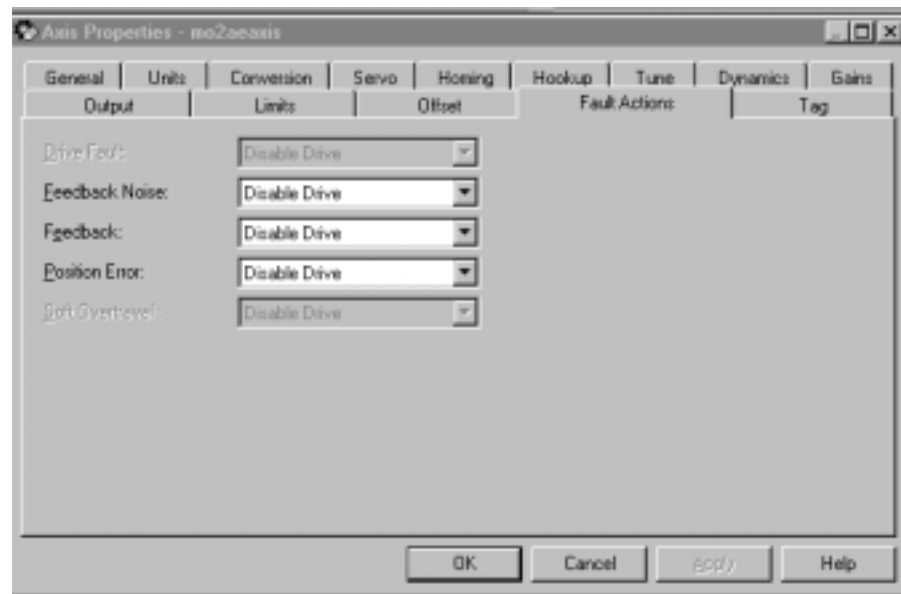 Axis Properties - mo2aeaxis
General Units Conversion Servo Homing Hookup Tune Dynamics Gains
Output Limits Offset Fault Actions Tag
Drive Fault: Disable Drive
Feedback Noise: Disable Drive
Feedback: Disable Drive
Position Error: Disable Drive
Soft Overtravel: Disable Drive
OK Cancel Apply Help